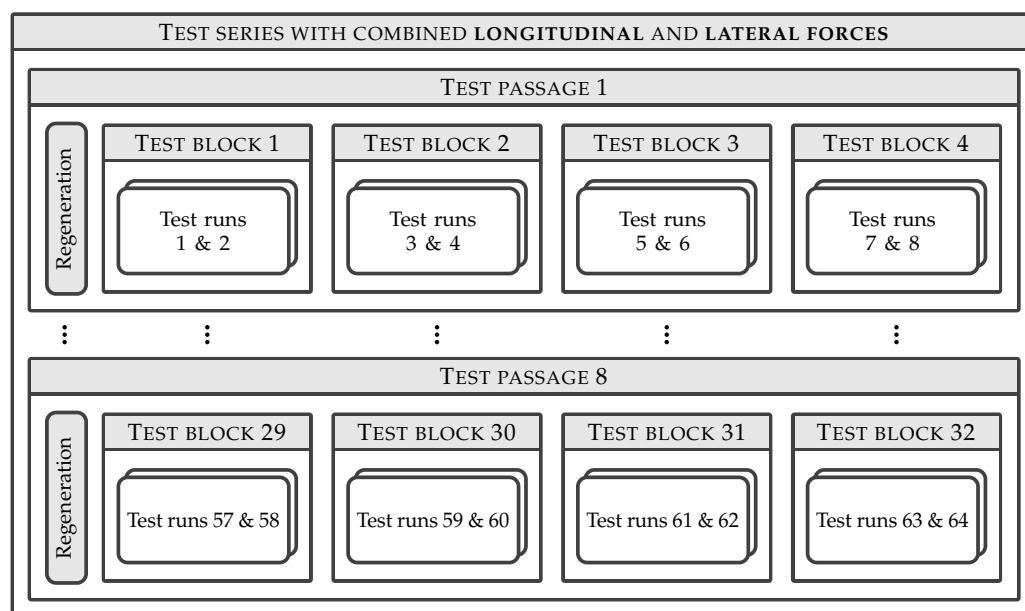 TEST SERIES WITH COMBINED LONGITUDINAL AND LATERAL FORCES
TEST PASSAGE 1
Regeneration
TEST BLOCK 1
Test runs
1 & 2
TEST BLOCK 2
Test runs
3 & 4
TEST BLOCK 3
Test runs
5 & 6
TEST BLOCK 4
Test runs
7 & 8
TEST PASSAGE 8
Regeneration
TEST BLOCK 29
Test runs 57 & 58
TEST BLOCK 30
Test runs 59 & 60
TEST BLOCK 31
Test runs 61 & 62
TEST BLOCK 32
Test runs 63 & 64